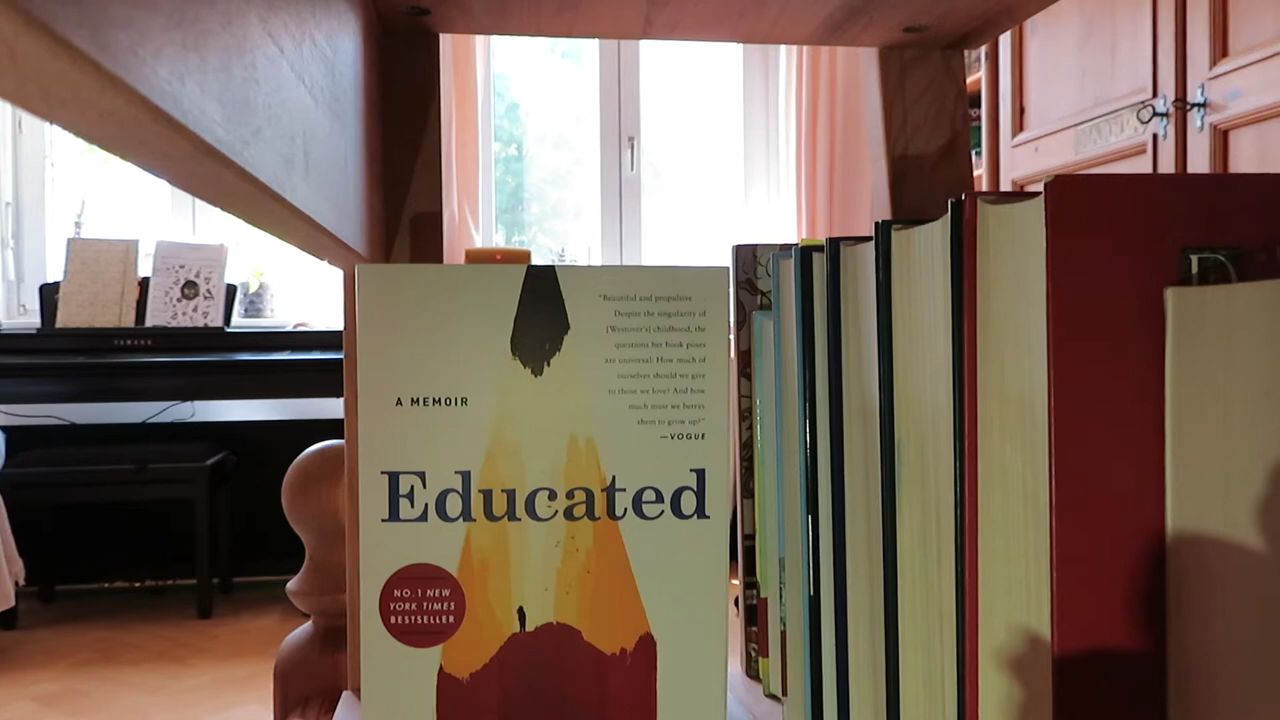 YAMAHA
"Beautiful and propulsive . . .
Despite the singularity of
[Westover's] childhood, the
questions her book poses
are universal: How much of
ourselves should we give
to those we love? And how
much must we betray
them to grow up?"
—VOGUE
A MEMOIR
Educated
NO. 1 NEW
YORK TIMES
BESTSELLER